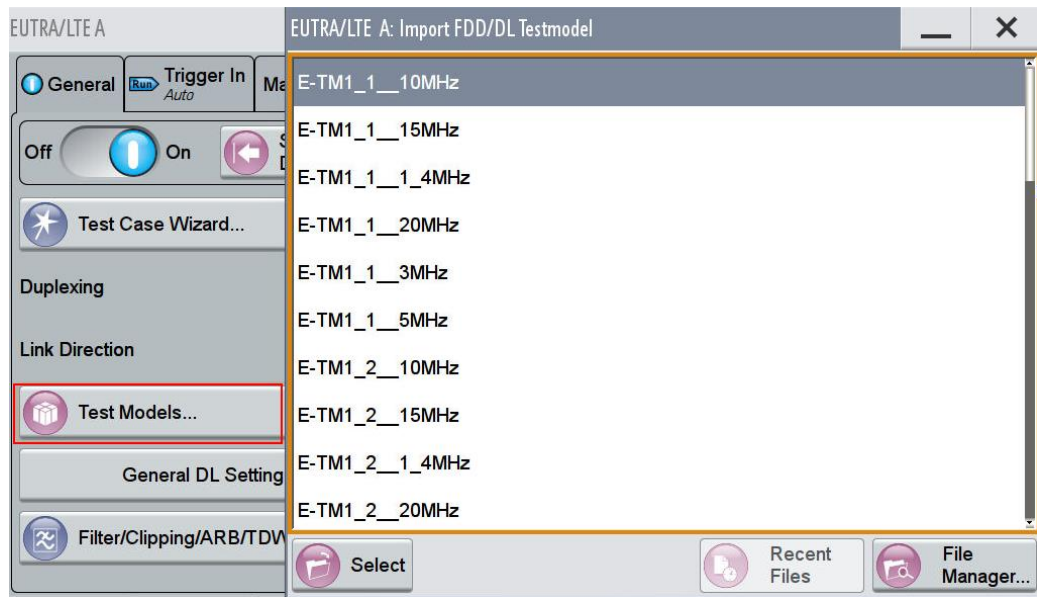 EUTRA/LTE A
EUTRA/LTE A: Import FDD/DL Testmodel
General
Run
Trigger In
Auto
Off
On
Test Case Wizard...
Duplexing
Link Direction
Test Models...
General DL Setting
Filter/Clipping/ARB/TDW
E-TM1_1__10MHz
E-TM1_1__15MHz
E-TM1_1__1_4MHz
E-TM1_1__20MHz
E-TM1_1__3MHz
E-TM1_1__5MHz
E-TM1_2__10MHz
E-TM1_2__15MHz
E-TM1_2__1_4MHz
E-TM1_2__20MHz
Select
Recent
Files
File
Manager...